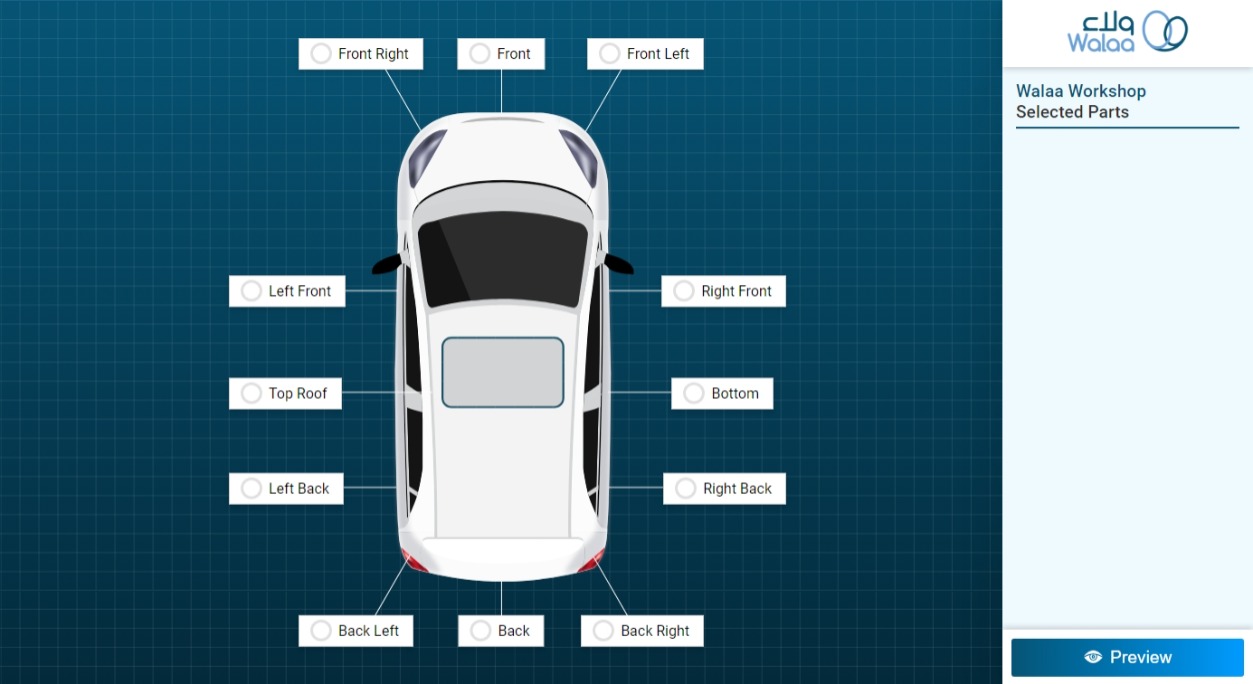 Front Right
Front
Front Left
Left Front
Right Front
Top Roof
Bottom
Left Back
Right Back
Back Left
Back
Back Right
ولاء
Walaa
Walaa Workshop
Selected Parts
Preview